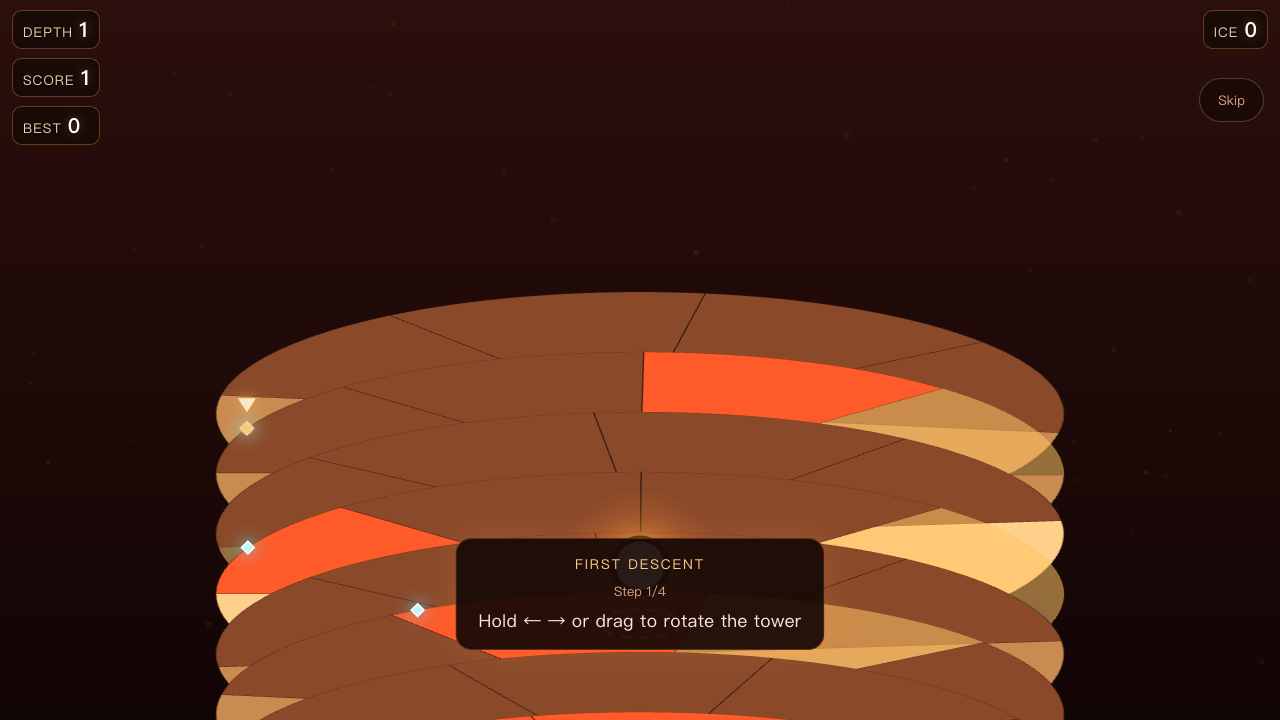 DEPTH 1
SCORE 1
BEST 0
ICE 0
Skip
FIRST DESCENT
Step 1/4
Hold ← → or drag to rotate the tower